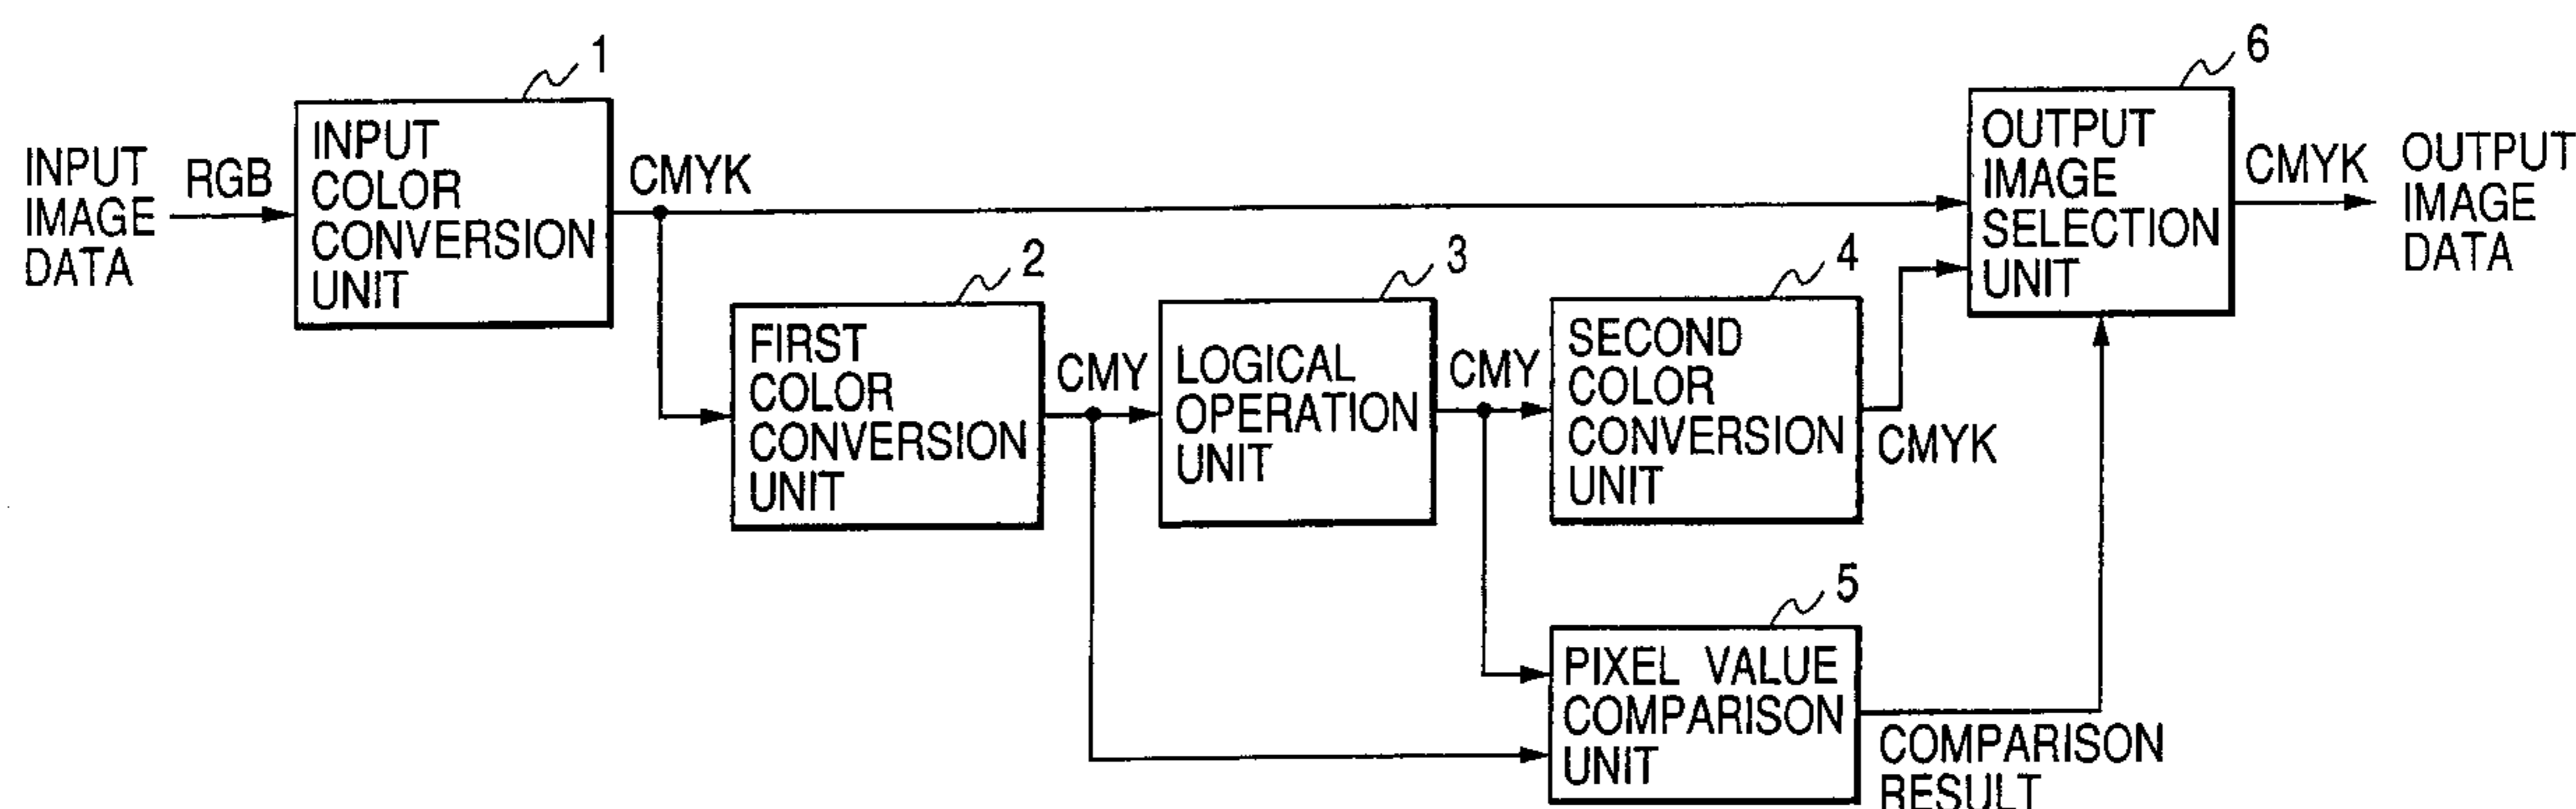 1
6
INPUT
IMAGE
DATA
RGB
INPUT
COLOR
CONVERSION
UNIT
CMYK
OUTPUT
IMAGE
SELECTION
UNIT
CMYK
OUTPUT
IMAGE
DATA
2
3
4
FIRST
COLOR
CONVERSION
UNIT
CMY
LOGICAL
OPERATION
UNIT
CMY
SECOND
COLOR
CONVERSION
UNIT
CMYK
5
PIXEL VALUE
COMPARISON
UNIT
COMPARISON
RESULT